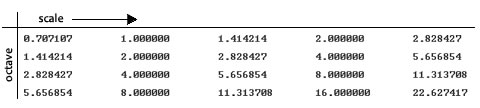 scale
octave
0.707107 1.000000 1.414214 2.000000 2.828427
1.414214 2.000000 2.828427 4.000000 5.656854
2.828427 4.000000 5.656854 8.000000 11.313708
5.656854 8.000000 11.313708 16.000000 22.627417